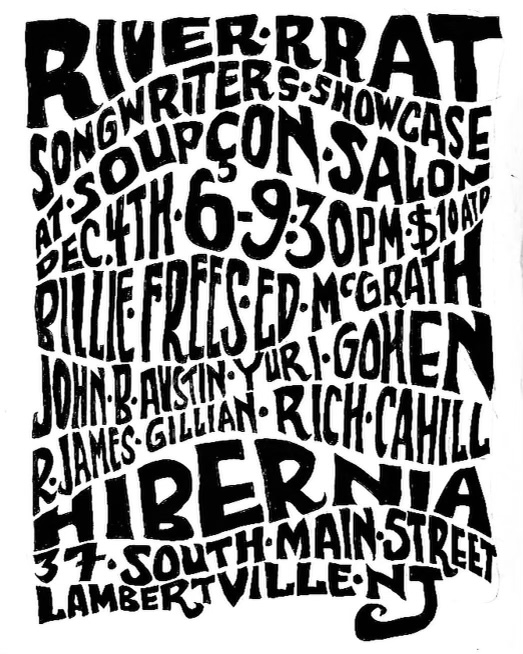 RIVER·RRAT
SONGWRITERS·SHOWCASE
AT·SOUPÇON·SALON
DEC.4TH·6-9:30PM·$10ATD
BILLIE·FREES·ED·McGRATH
JOHN·B·AUSTIN·YURI·GOHEN
R·JAMES·GILLIAN·RICH·CAHILL
HIBERNIA
37·SOUTH·MAIN·STREET
LAMBERTVILLE·NJ